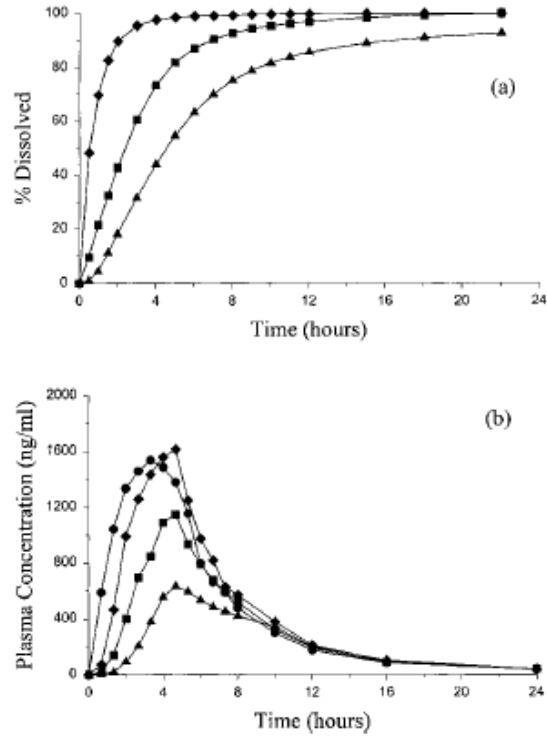 100
80
60
40
20
0
% Dissolved
(a)
0 4 8 12 16 20 24
Time (hours)
2000
1600
1200
800
400
0
Plasma Concentration (ng/ml)
(b)
0 4 8 12 16 20 24
Time (hours)